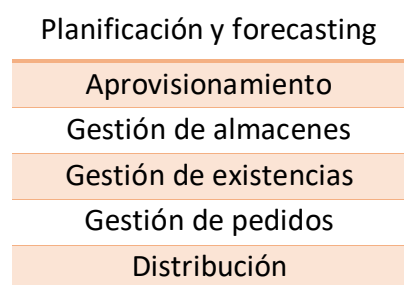 Planificación y forecasting
Aprovisionamiento
Gestión de almacenes
Gestión de existencias
Gestión de pedidos
Distribución